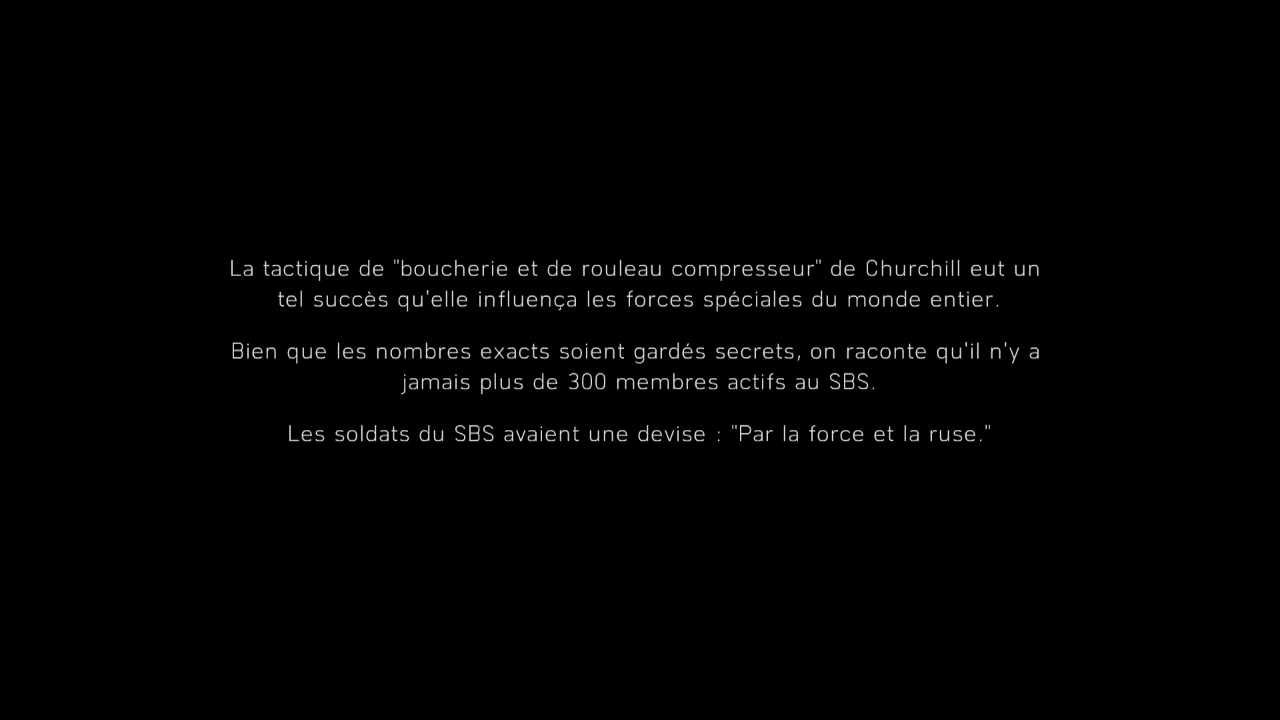 La tactique de "boucherie et de rouleau compresseur" de Churchill eut un
tel succès qu'elle influença les forces spéciales du monde entier.
Bien que les nombres exacts soient gardés secrets, on raconte qu'il n'y a
jamais plus de 300 membres actifs au SBS.
Les soldats du SBS avaient une devise : "Par la force et la ruse."